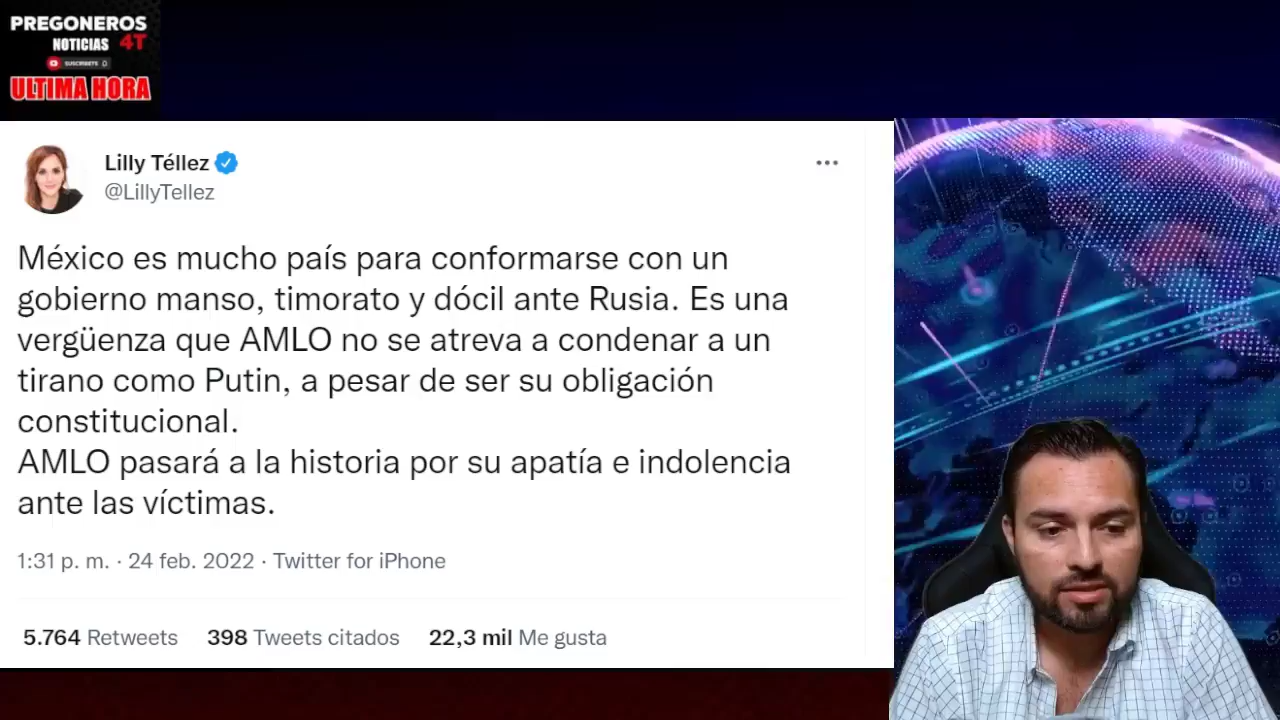 PREGONEROS
NOTICIAS 4T
SUSCRIBETE
ULTIMA HORA
Lilly Téllez
@LillyTellez
México es mucho país para conformarse con un
gobierno manso, timorato y dócil ante Rusia. Es una
vergüenza que AMLO no se atreva a condenar a un
tirano como Putin, a pesar de ser su obligación
constitucional.
AMLO pasará a la historia por su apatía e indolencia
ante las víctimas.
1:31 p. m. · 24 feb. 2022 · Twitter for iPhone
5.764 Retweets 398 Tweets citados 22,3 mil Me gusta